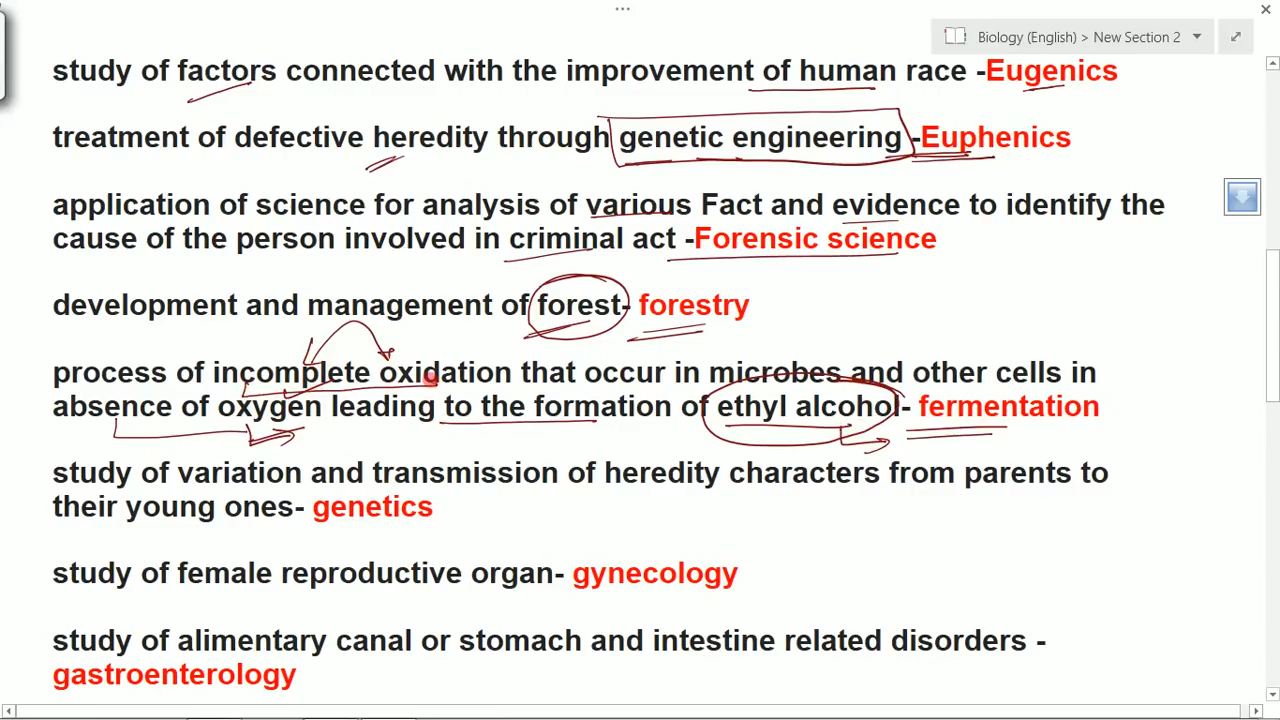 Biology (English) > New Section 2
study of factors connected with the improvement of human race -Eugenics
treatment of defective heredity through genetic engineering -Euphenics
application of science for analysis of various Fact and evidence to identify the
cause of the person involved in criminal act -Forensic science
development and management of forest- forestry
process of incomplete oxidation that occur in microbes and other cells in
absence of oxygen leading to the formation of ethyl alcohol- fermentation
study of variation and transmission of heredity characters from parents to
their young ones- genetics
study of female reproductive organ- gynecology
study of alimentary canal or stomach and intestine related disorders -
gastroenterology